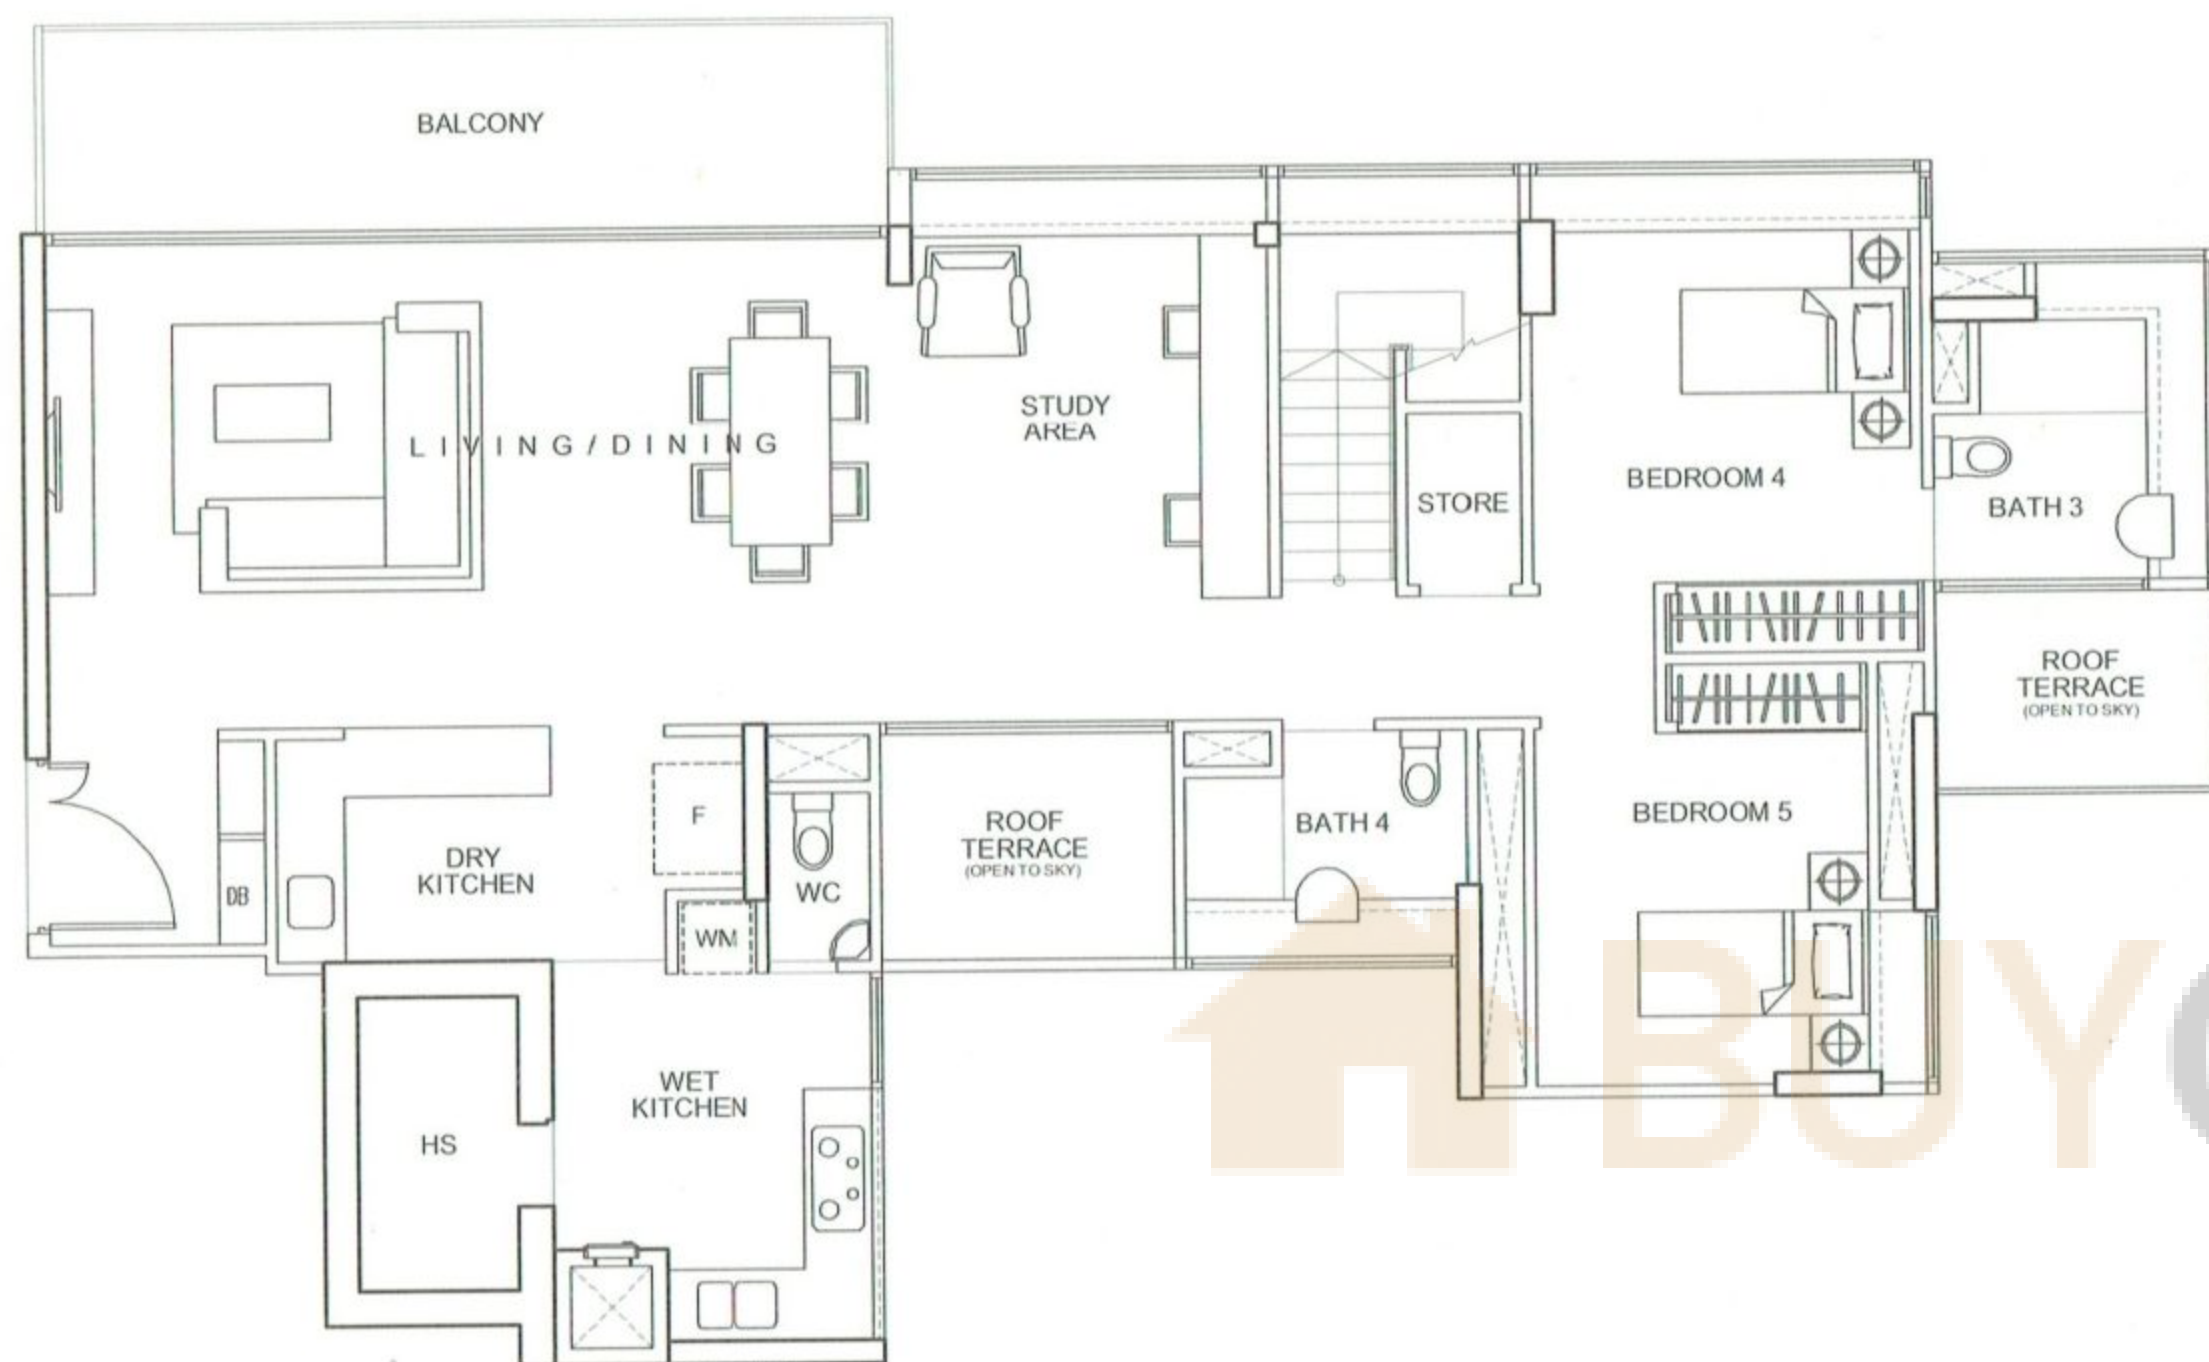 BALCONY
LIVING/DINING
STUDY
AREA
STORE
BEDROOM 4
BATH 3
ROOF
TERRACE
(OPEN TO SKY)
DRY
KITCHEN
DB
F
WM
WC
ROOF
TERRACE
(OPEN TO SKY)
BATH 4
BEDROOM 5
HS
WET
KITCHEN
BUY